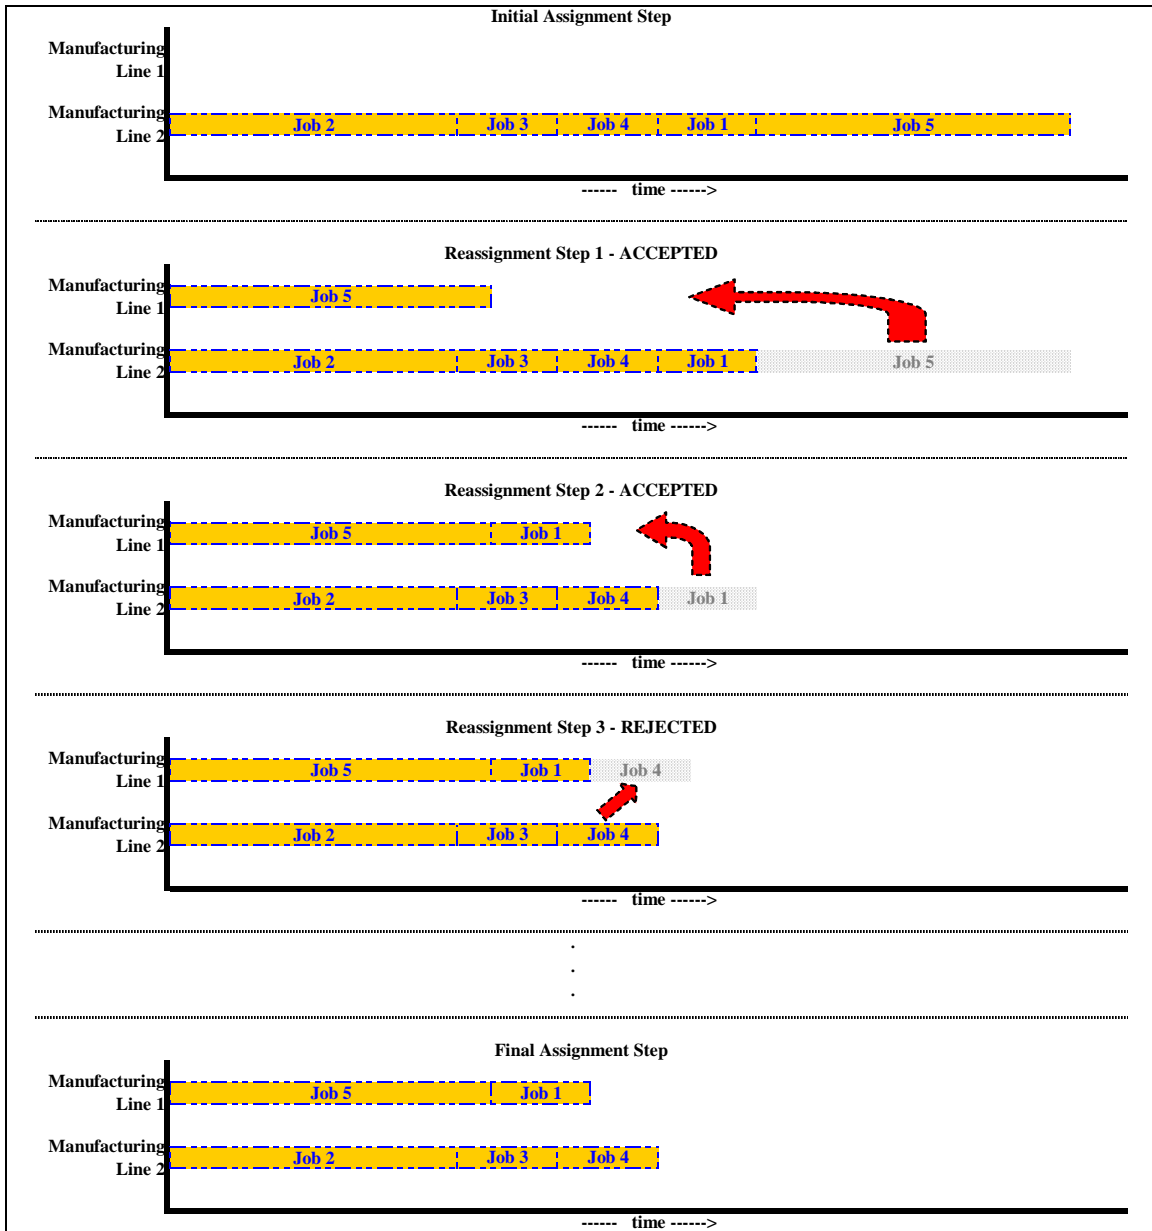 Initial Assignment Step
Manufacturing
Line 1
Manufacturing
Line 2
Job 2 Job 3 Job 4 Job 1 Job 5
------ time ------>
Reassignment Step 1 - ACCEPTED
Manufacturing
Line 1
Job 5
Manufacturing
Line 2
Job 2 Job 3 Job 4 Job 1 Job 5
------ time ------>
Reassignment Step 2 - ACCEPTED
Manufacturing
Line 1
Job 5 Job 1
Manufacturing
Line 2
Job 2 Job 3 Job 4 Job 1
------ time ------>
Reassignment Step 3 - REJECTED
Manufacturing
Line 1
Job 5 Job 1 Job 4
Manufacturing
Line 2
Job 2 Job 3 Job 4
------ time ------>
.
.
.
Final Assignment Step
Manufacturing
Line 1
Job 5 Job 1
Manufacturing
Line 2
Job 2 Job 3 Job 4
------ time ------>